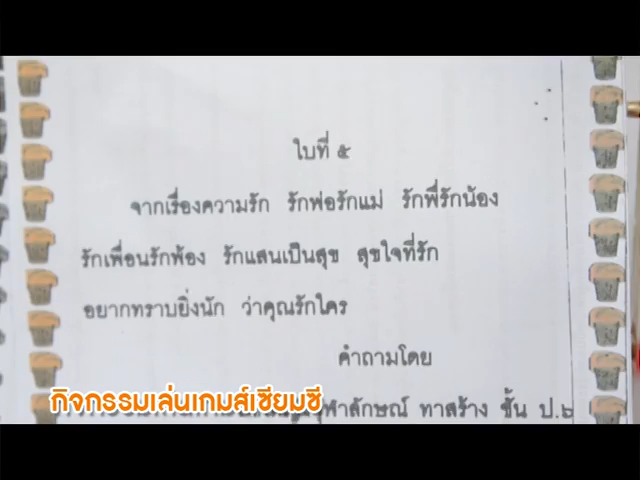 ใบที่ ๕
จากเรื่องความรัก รักพ่อรักแม่ รักพี่รักน้อง
รักเพื่อนรักพ้อง รักแสนเป็นสุข สุขใจที่รัก
อยากทราบยิ่งนัก ว่าคุณรักใคร
คำถามโดย
ทาสร้าง ชั้น ป.๖
กิจกรรมเล่นเกมส์เซียมซี